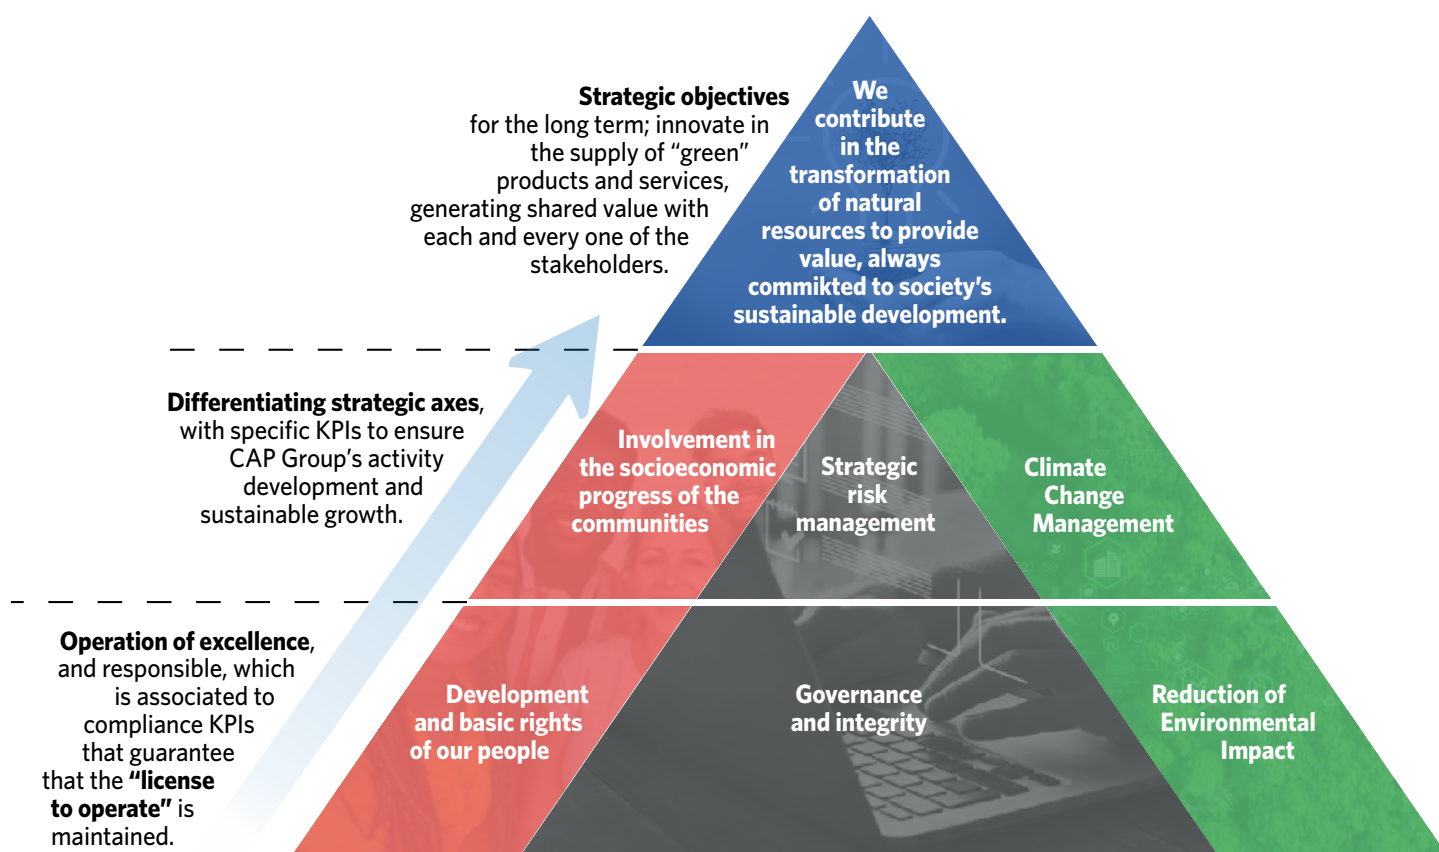 Strategic objectives
for the long term; innovate in
the supply of “green”
products and services,
generating shared value with
each and every one of the
stakeholders.
We
contribute
in the
transformation
of natural
resources to provide
value, always
commikted to society’s
sustainable development.
Differentiating strategic axes,
with specific KPIs to ensure
CAP Group’s activity
development and
sustainable growth.
Involvement in
the socioeconomic
progress of the
communities
Strategic
risk
management
Climate
Change
Management
Operation of excellence,
and responsible, which
is associated to
compliance KPIs
that guarantee
that the “license
to operate” is
maintained.
Development
and basic rights
of our people
Governance
and integrity
Reduction of
Environmental
Impact